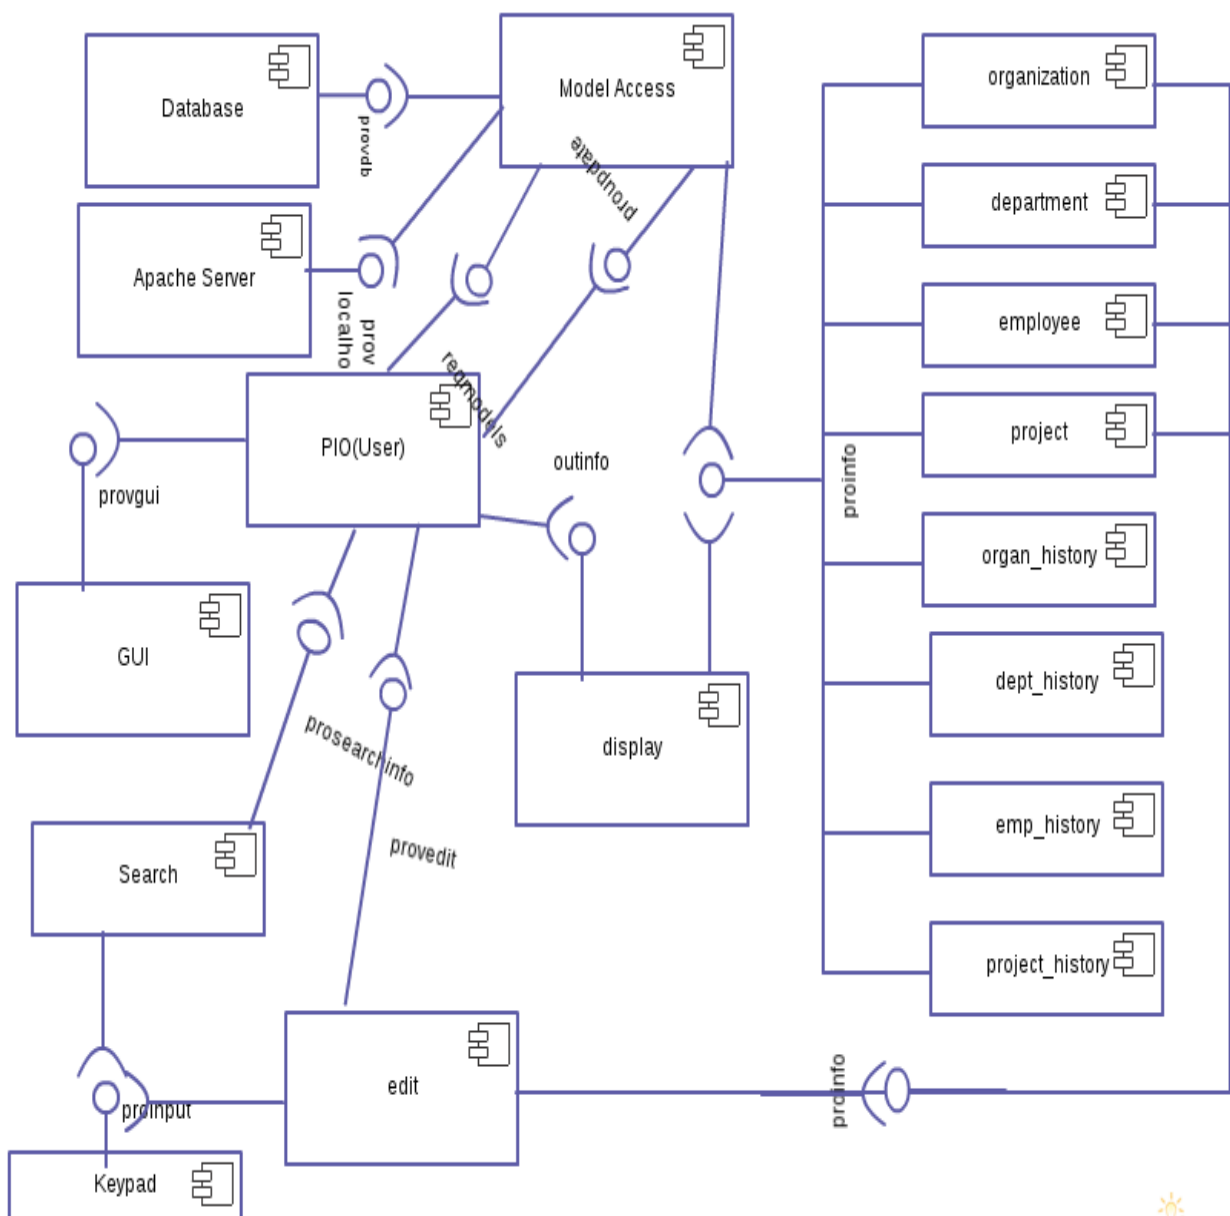 Model Access
organization
Database
provdb
proupdate
department
Apache Server
prov
localho
employee
reqmodels
PIO(User)
project
outinfo
proinfo
provgui
organ_history
GUI
dept_history
prosearchinfo
display
provedit
emp_history
Search
project_history
edit
proinfo
proinput
Keypad